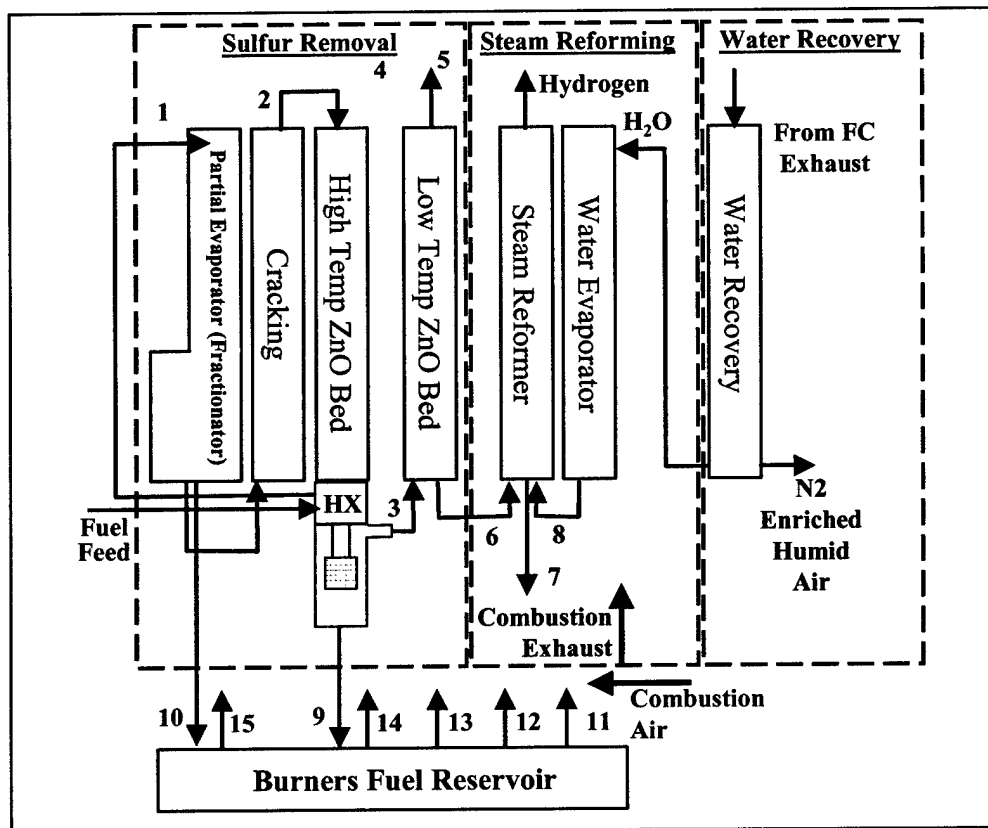 Sulfur Removal
Steam Reforming
Water Recovery
4
5
1
2
Hydrogen
H₂O
From FC
Exhaust
Partial Evaporator (Fractionator)
Cracking
High Temp ZnO Bed
Low Temp ZnO Bed
Steam Reformer
Water Evaporator
Water Recovery
HX
3
Fuel
Feed
6
8
N2
Enriched
Humid
Air
7
Combustion
Exhaust
Combustion
Air
10
15
9
14
13
12
11
Burners Fuel Reservoir